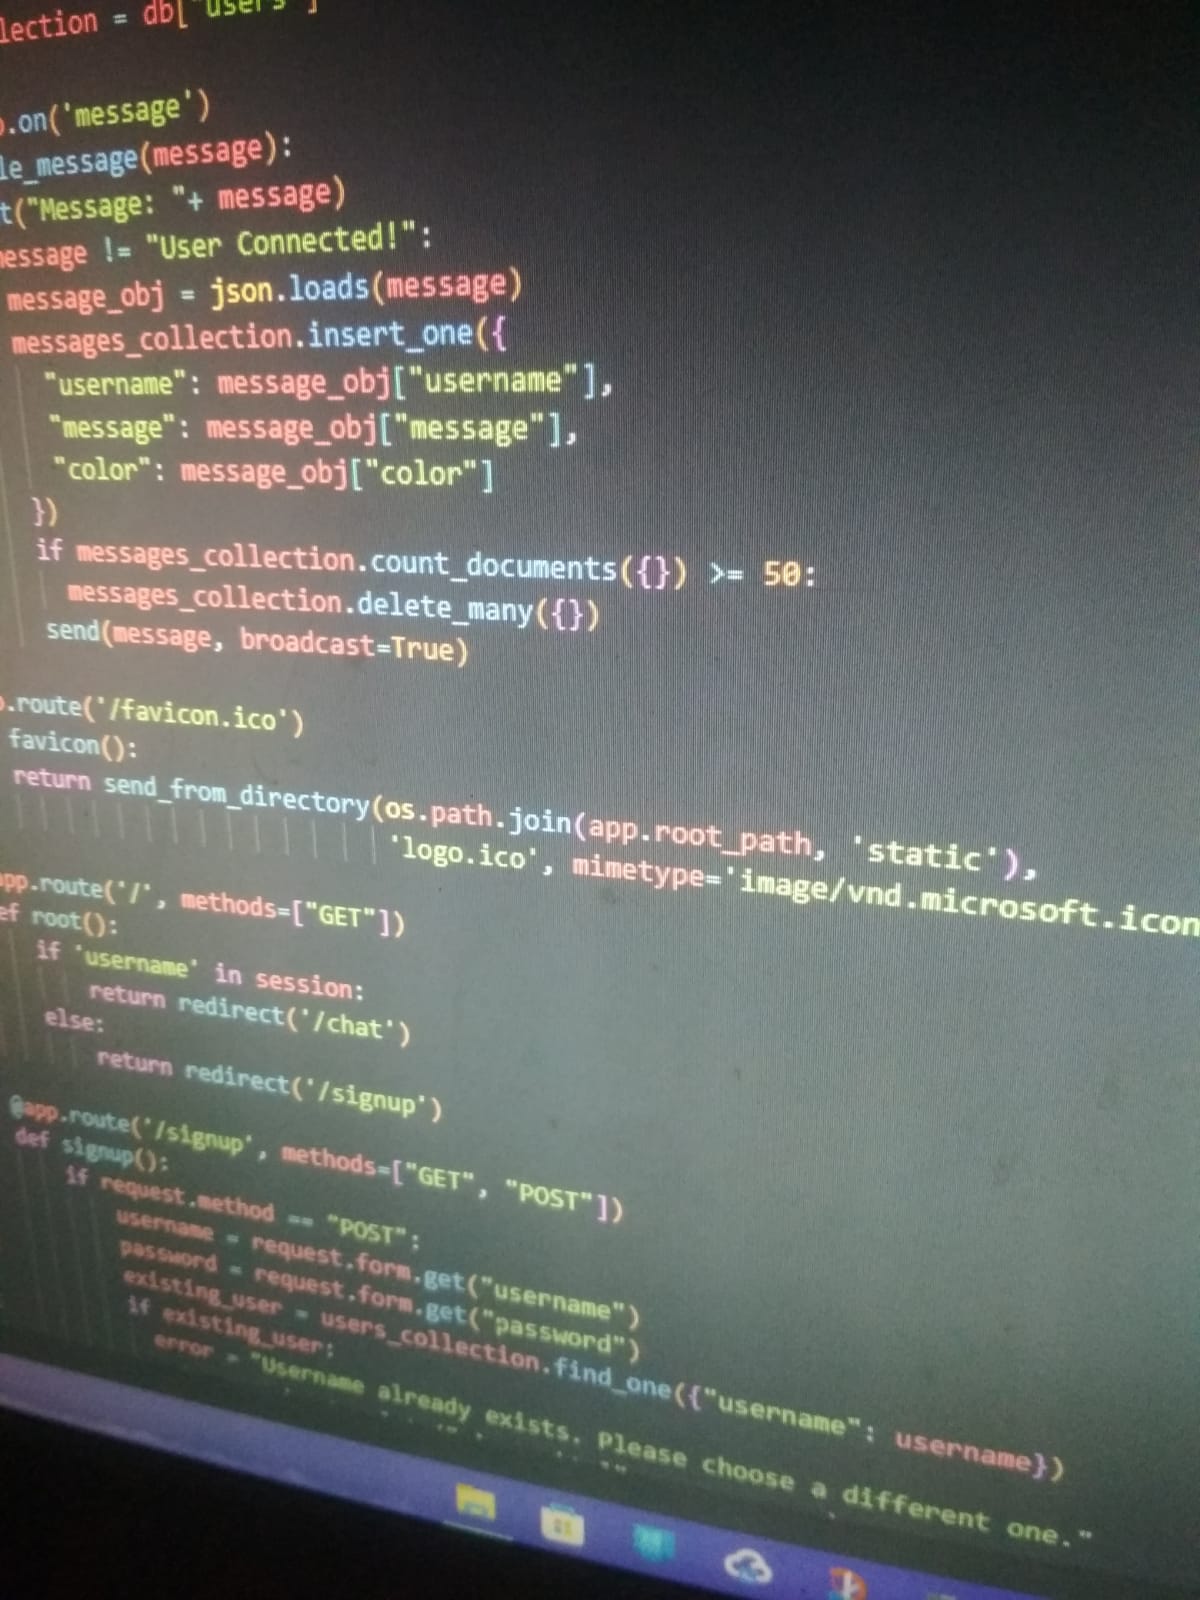 lection = db["users"]
.on('message')
le_message(message):
t("Message: "+ message)
message != "User Connected!":
message_obj = json.loads(message)
messages_collection.insert_one({
"username": message_obj["username"],
"message": message_obj["message"],
"color": message_obj["color"]
})
if messages_collection.count_documents({}) >= 50:
messages_collection.delete_many({})
send(message, broadcast=True)
.route('/favicon.ico')
favicon():
return send_from_directory(os.path.join(app.root_path, 'static'),
'logo.ico', mimetype='image/vnd.microsoft.icon
app.route('/', methods=["GET"])
ef root():
if 'username' in session:
return redirect('/chat')
else:
return redirect('/signup')
@app.route('/signup', methods=["GET", "POST"])
def signup():
if request.method == "POST":
username = request.form.get("username")
password = request.form.get("password")
existing_user = users_collection.find_one({"username": username})
if existing_user:
error = "Username already exists. Please choose a different one."